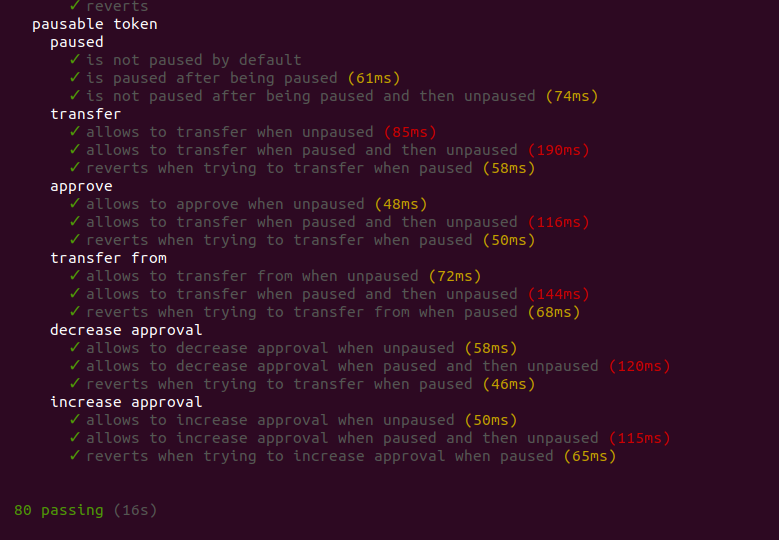 ✓ reverts
pausable token
paused
✓ is not paused by default
✓ is paused after being paused (61ms)
✓ is not paused after being paused and then unpaused (74ms)
transfer
✓ allows to transfer when unpaused (85ms)
✓ allows to transfer when paused and then unpaused (190ms)
✓ reverts when trying to transfer when paused (58ms)
approve
✓ allows to approve when unpaused (48ms)
✓ allows to transfer when paused and then unpaused (116ms)
✓ reverts when trying to transfer when paused (50ms)
transfer from
✓ allows to transfer from when unpaused (72ms)
✓ allows to transfer when paused and then unpaused (144ms)
✓ reverts when trying to transfer from when paused (68ms)
decrease approval
✓ allows to decrease approval when unpaused (58ms)
✓ allows to decrease approval when paused and then unpaused (120ms)
✓ reverts when trying to transfer when paused (46ms)
increase approval
✓ allows to increase approval when unpaused (50ms)
✓ allows to increase approval when paused and then unpaused (115ms)
✓ reverts when trying to increase approval when paused (65ms)
80 passing (16s)